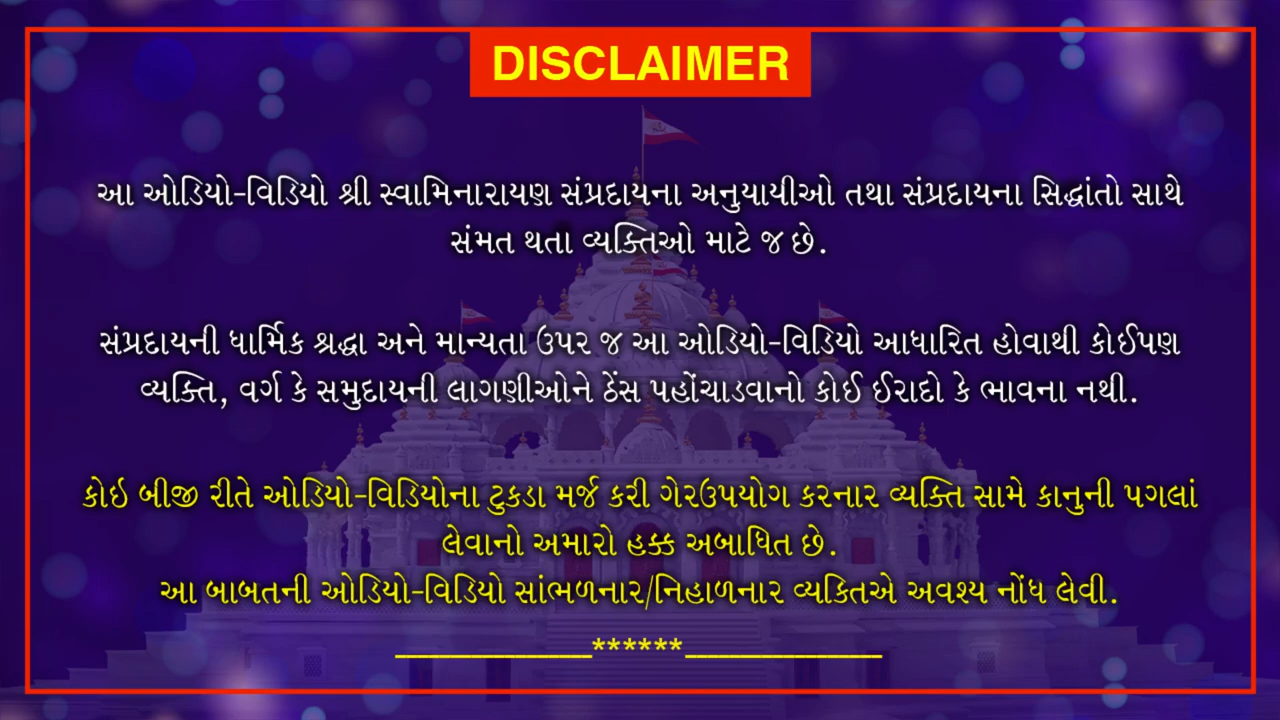 DISCLAIMER
આ ઓડિયો-વિડિયો શ્રી સ્વામિનારાયણ સંપ્રદાયના અનુયાયીઓ તથા સંપ્રદાયના સિદ્ધાંતો સાથે
સંમત થતા વ્યક્તિઓ માટે જ છે.
સંપ્રદાયની ધાર્મિક શ્રદ્ધા અને માન્યતા ઉપર જ આ ઓડિયો-વિડિયો આધારિત હોવાથી કોઈપણ
વ્યક્તિ, વર્ગ કે સમુદાયની લાગણીઓને ઠેંસ પહોંચાડવાનો કોઈ ઈરાદો કે ભાવના નથી.
કોઇ બીજી રીતે ઓડિયો-વિડિયોના ટુકડા મર્જ કરી ગેરઉપયોગ કરનાર વ્યક્તિ સામે કાનુની પગલાં
લેવાનો અમારો હક્ક અબાધિત છે.
આ બાબતની ઓડિયો-વિડિયો સાંભળનાર/નિહાળનાર વ્યકિતએ અવશ્ય નોંધ લેવી.
______________******______________